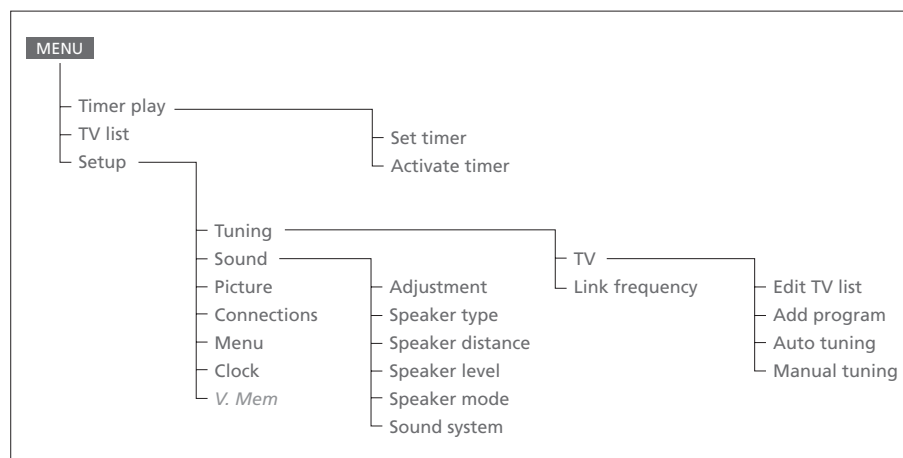 MENU
Timer play
TV list
Setup
Set timer
Activate timer
Tuning
Sound
Picture
Connections
Menu
Clock
V. Mem
Adjustment
Speaker type
Speaker distance
Speaker level
Speaker mode
Sound system
TV
Link frequency
Edit TV list
Add program
Auto tuning
Manual tuning